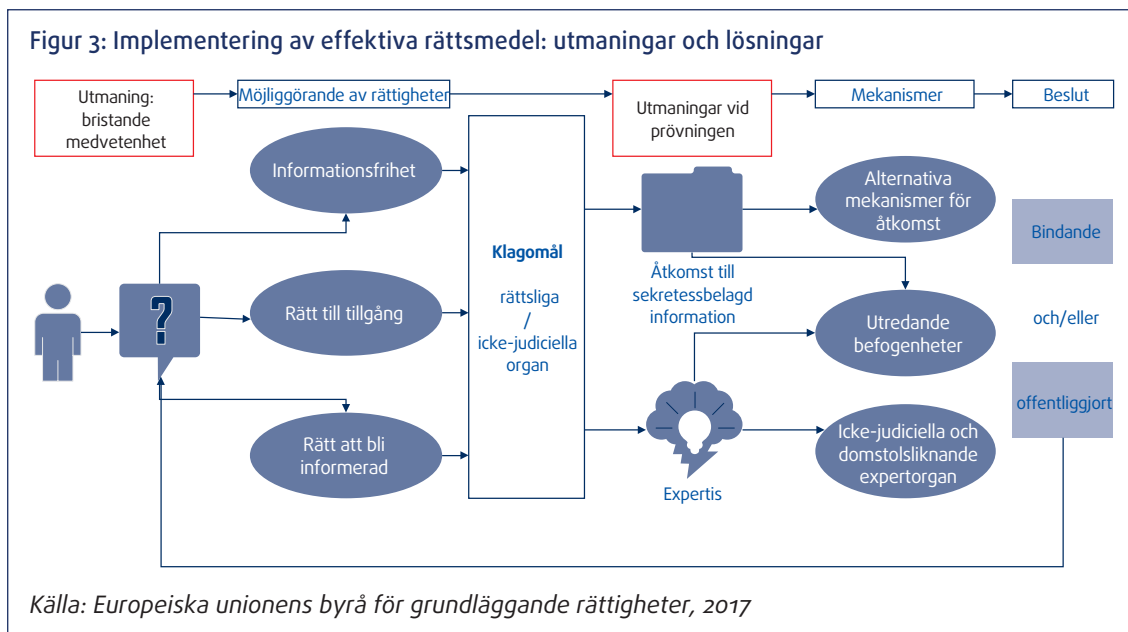 Figur 3: Implementering av effektiva rättsmedel: utmaningar och lösningar
Utmaning:
bristande
medvetenhet
Möjliggörande av rättigheter
Utmaningar vid
prövningen
Mekanismer
Beslut
Informationsfrihet
Rätt till tillgång
Rätt att bli
informerad
?
Klagomål
rättsliga
/
icke-judiciella
organ
Åtkomst till
sekretessbelagd
information
Expertis
Alternativa
mekanismer för
åtkomst
Utredande
befogenheter
Icke-judiciella och
domstolsliknande
expertorgan
Bindande
och/eller
offentliggjort
Källa: Europeiska unionens byrå för grundläggande rättigheter, 2017